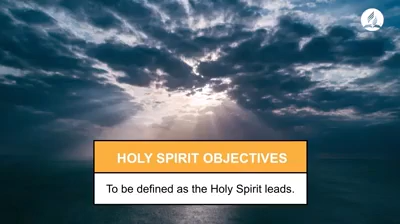 HOLY SPIRIT OBJECTIVES
To be defined as the Holy Spirit leads.